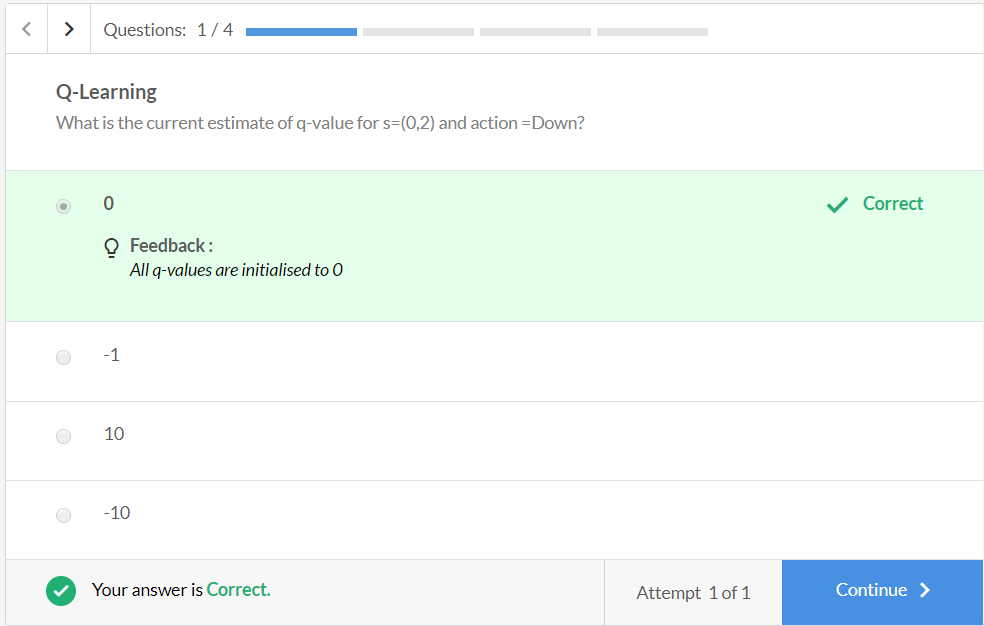 Questions: 1 / 4
Q-Learning
What is the current estimate of q-value for s=(0,2) and action =Down?
0
Correct
Feedback :
All q-values are initialised to 0
-1
10
-10
Your answer is Correct.
Attempt 1 of 1
Continue